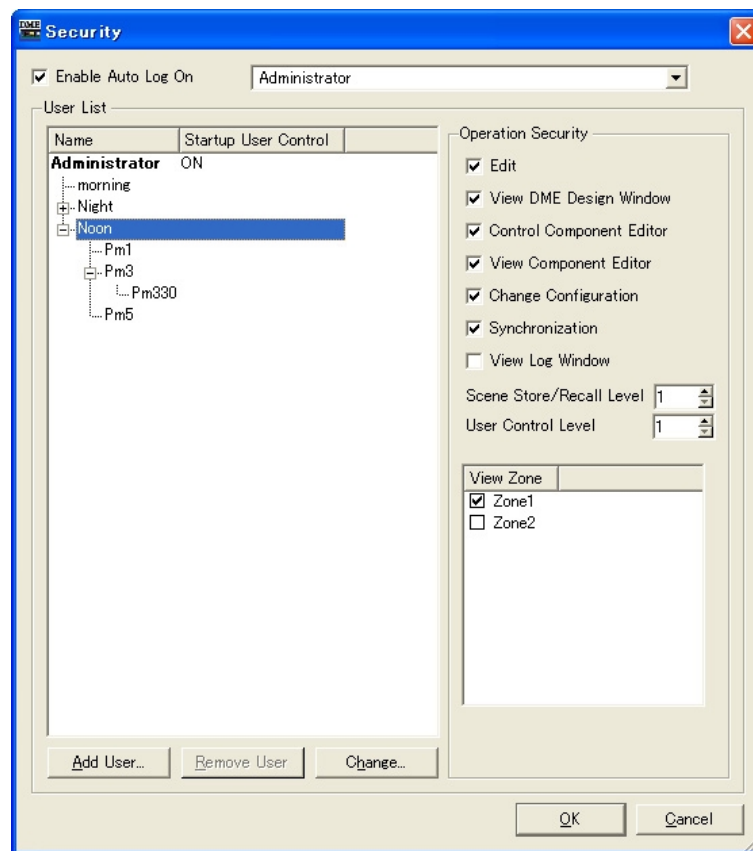 DME
Security
Enable Auto Log On Administrator
User List
Name Startup User Control
Administrator ON
morning
Night
Noon
Pm1
Pm3
Pm330
Pm5
Add User... Remove User Change...
Operation Security
Edit
View DME Design Window
Control Component Editor
View Component Editor
Change Configuration
Synchronization
View Log Window
Scene Store/Recall Level 1
User Control Level 1
View Zone
Zone1
Zone2
OK Cancel